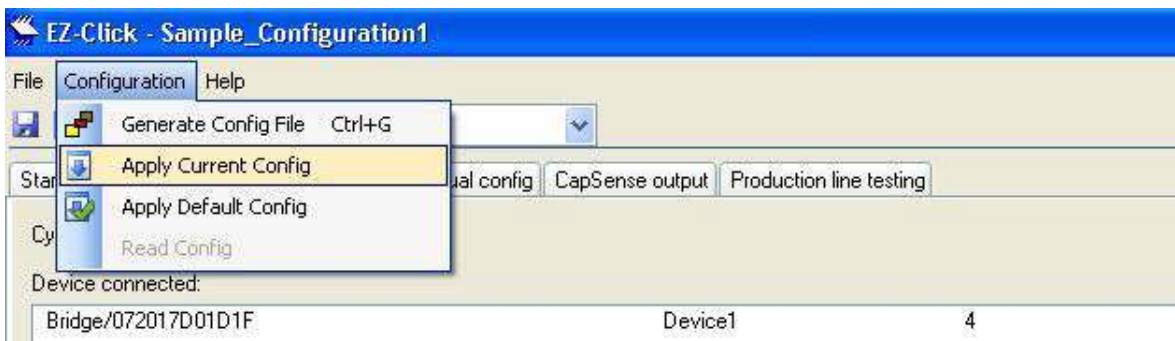 EZ-Click - Sample_Configuration1
File Configuration Help
Generate Config File Ctrl+G
Apply Current Config
ual config CapSense output Production line testing
Apply Default Config
Read Config
Device connected:
Bridge/072017D01D1F Device1 4